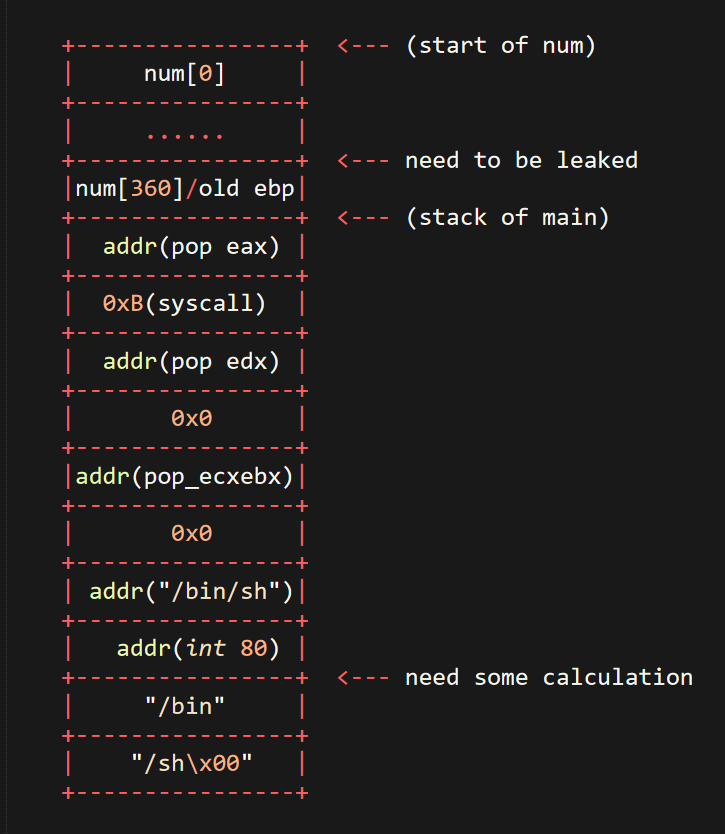 +-----------------+  <--- (start of num)
|     num[0]      |
+-----------------+
|     ......      |
+-----------------+  <--- need to be leaked
|num[360]/old ebp|
+-----------------+  <--- (stack of main)
|  addr(pop eax) |
+-----------------+
|  0xB(syscall)  |
+-----------------+
|  addr(pop edx) |
+-----------------+
|       0x0      |
+-----------------+
|addr(pop_ecxebx)|
+-----------------+
|       0x0      |
+-----------------+
| addr("/bin/sh")|
+-----------------+
|   addr(int 80) |
+-----------------+  <--- need some calculation
|     "/bin"     |
+-----------------+
|    "/sh\x00"   |
+-----------------+